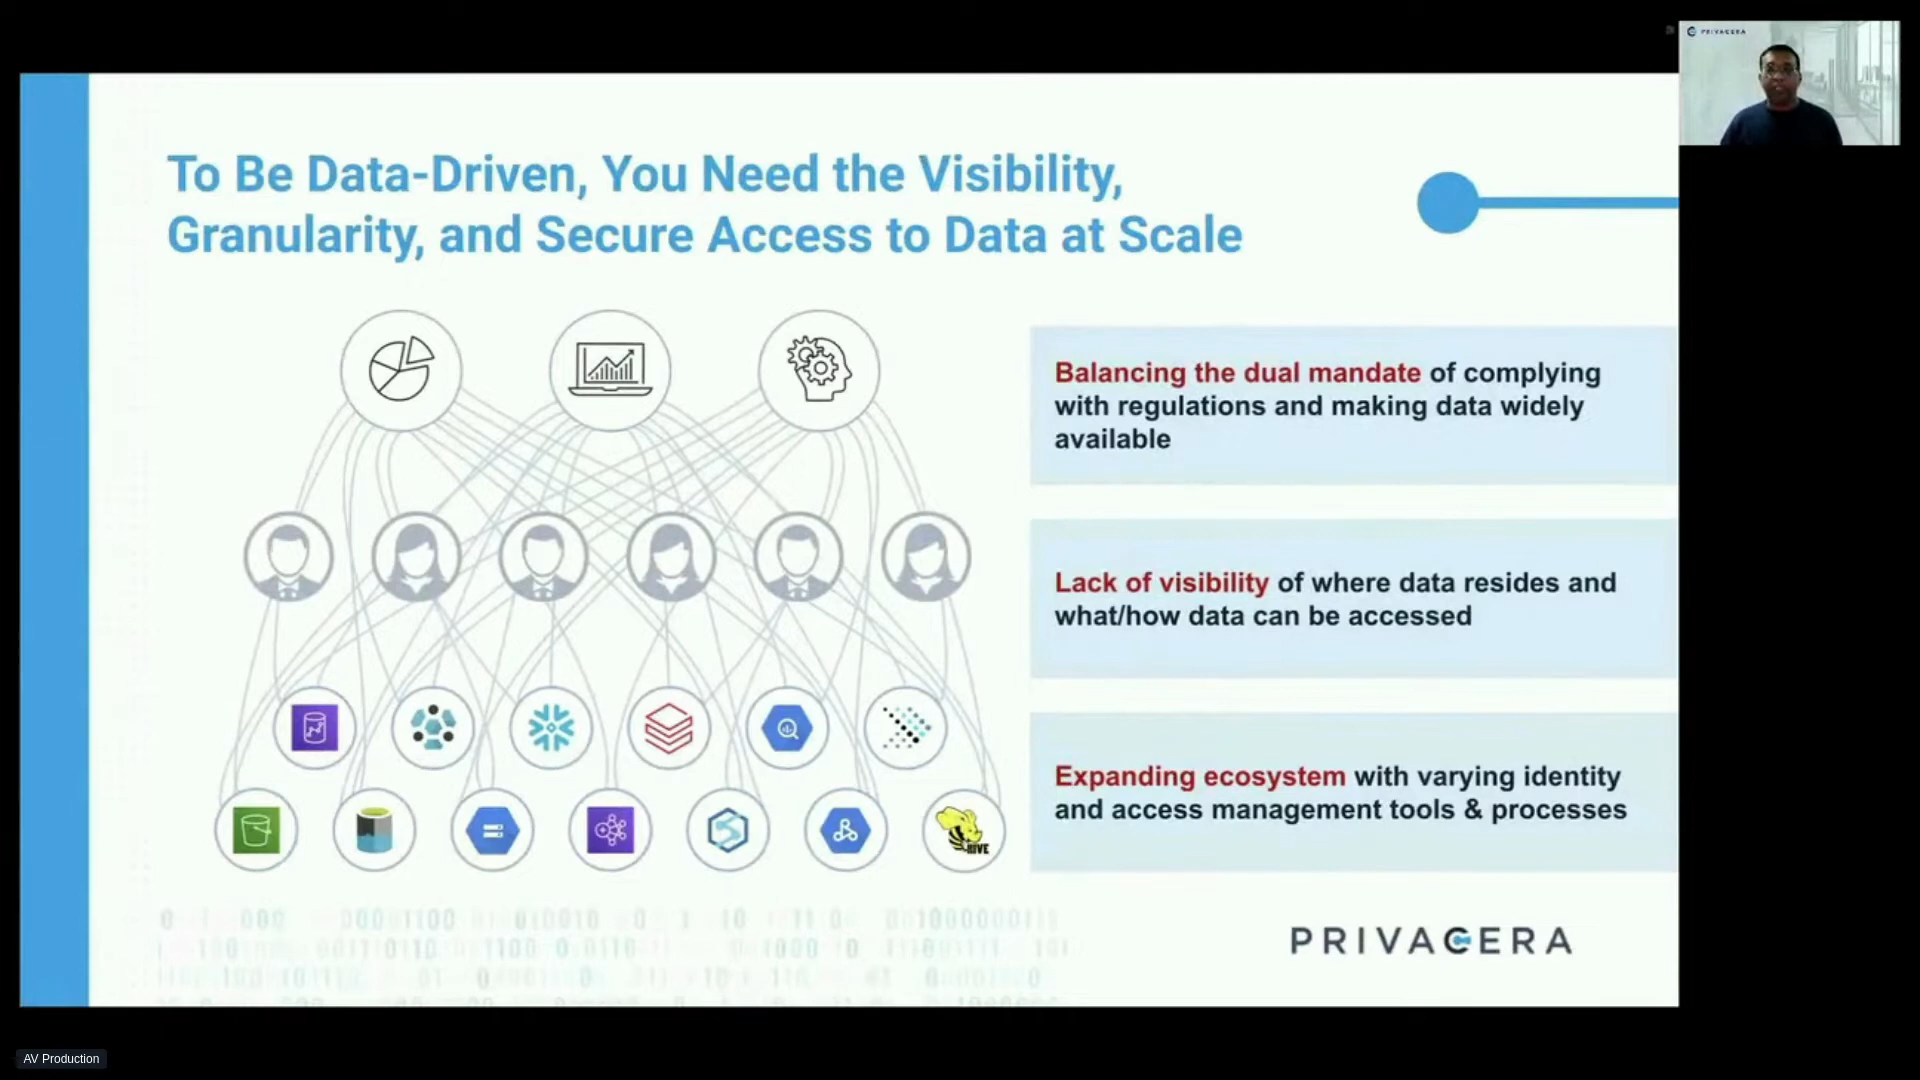 PRIVACERA
To Be Data-Driven, You Need the Visibility,
Granularity, and Secure Access to Data at Scale
Balancing the dual mandate of complying
with regulations and making data widely
available
Lack of visibility of where data resides and
what/how data can be accessed
Expanding ecosystem with varying identity
and access management tools & processes
HIVE
PRIVACERA
AV Production